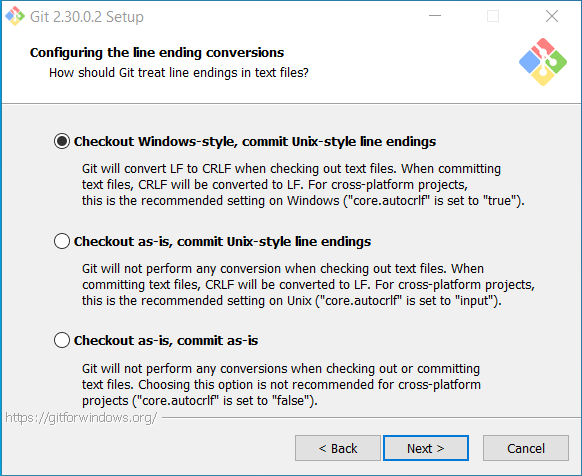 Git 2.30.0.2 Setup
Configuring the line ending conversions
How should Git treat line endings in text files?
Checkout Windows-style, commit Unix-style line endings
Git will convert LF to CRLF when checking out text files. When committing
text files, CRLF will be converted to LF. For cross-platform projects,
this is the recommended setting on Windows ("core.autocrlf" is set to "true").
Checkout as-is, commit Unix-style line endings
Git will not perform any conversion when checking out text files. When
committing text files, CRLF will be converted to LF. For cross-platform projects,
this is the recommended setting on Unix ("core.autocrlf" is set to "input").
Checkout as-is, commit as-is
Git will not perform any conversions when checking out or committing
text files. Choosing this option is not recommended for cross-platform
projects ("core.autocrlf" is set to "false").
https://gitforwindows.org/
< Back
Next >
Cancel